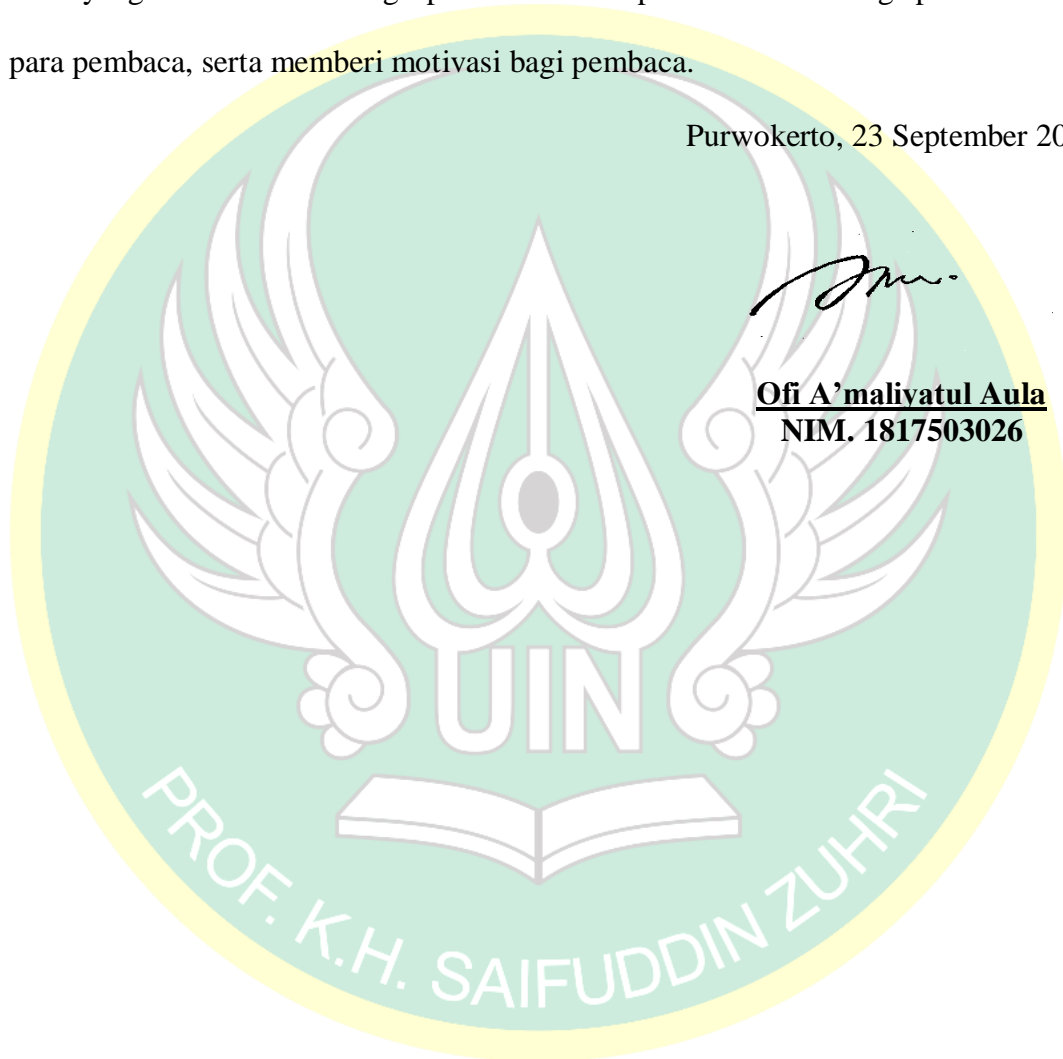 para pembaca, serta memberi motivasi bagi pembaca.
Purwokerto, 23 September 20
Ofi A’maliyatul Aula
NIM. 1817503026
UIN
PROF. K.H. SAIFUDDIN ZUHRI